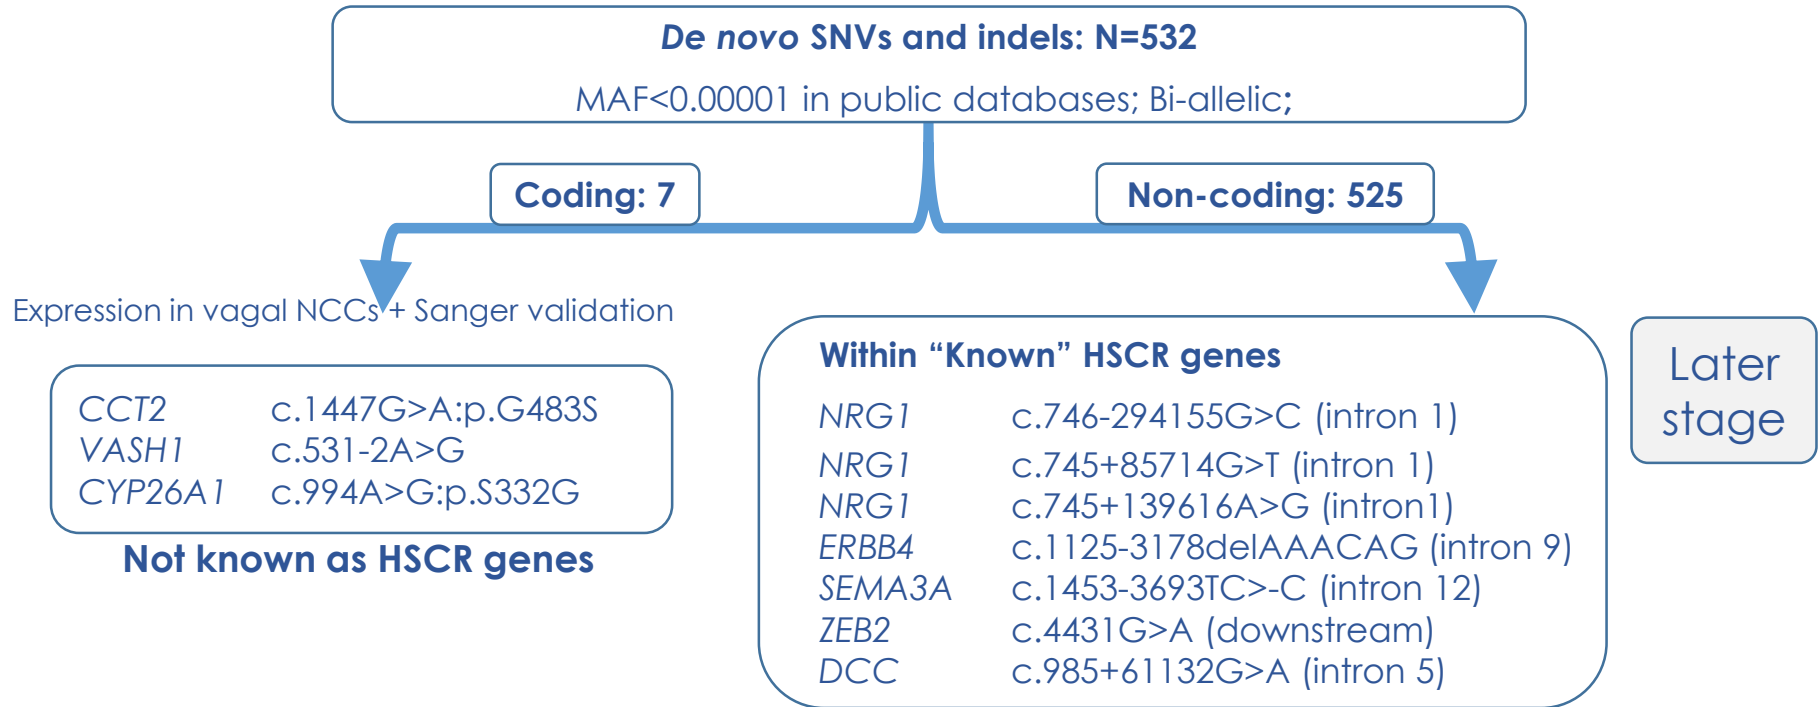 De novo SNVs and indels: N=532
MAF<0.00001 in public databases; Bi-allelic;
Coding: 7
Non-coding: 525
Expression in vagal NCCs + Sanger validation
CCT2 c.1447G>A:p.G483S
VASH1 c.531-2A>G
CYP26A1 c.994A>G:p.S332G
Not known as HSCR genes
Within “Known” HSCR genes
NRG1 c.746-294155G>C (intron 1)
NRG1 c.745+85714G>T (intron 1)
NRG1 c.745+139616A>G (intron1)
ERBB4 c.1125-3178delAAACAG (intron 9)
SEMA3A c.1453-3693TC>-C (intron 12)
ZEB2 c.4431G>A (downstream)
DCC c.985+61132G>A (intron 5)
Later
stage